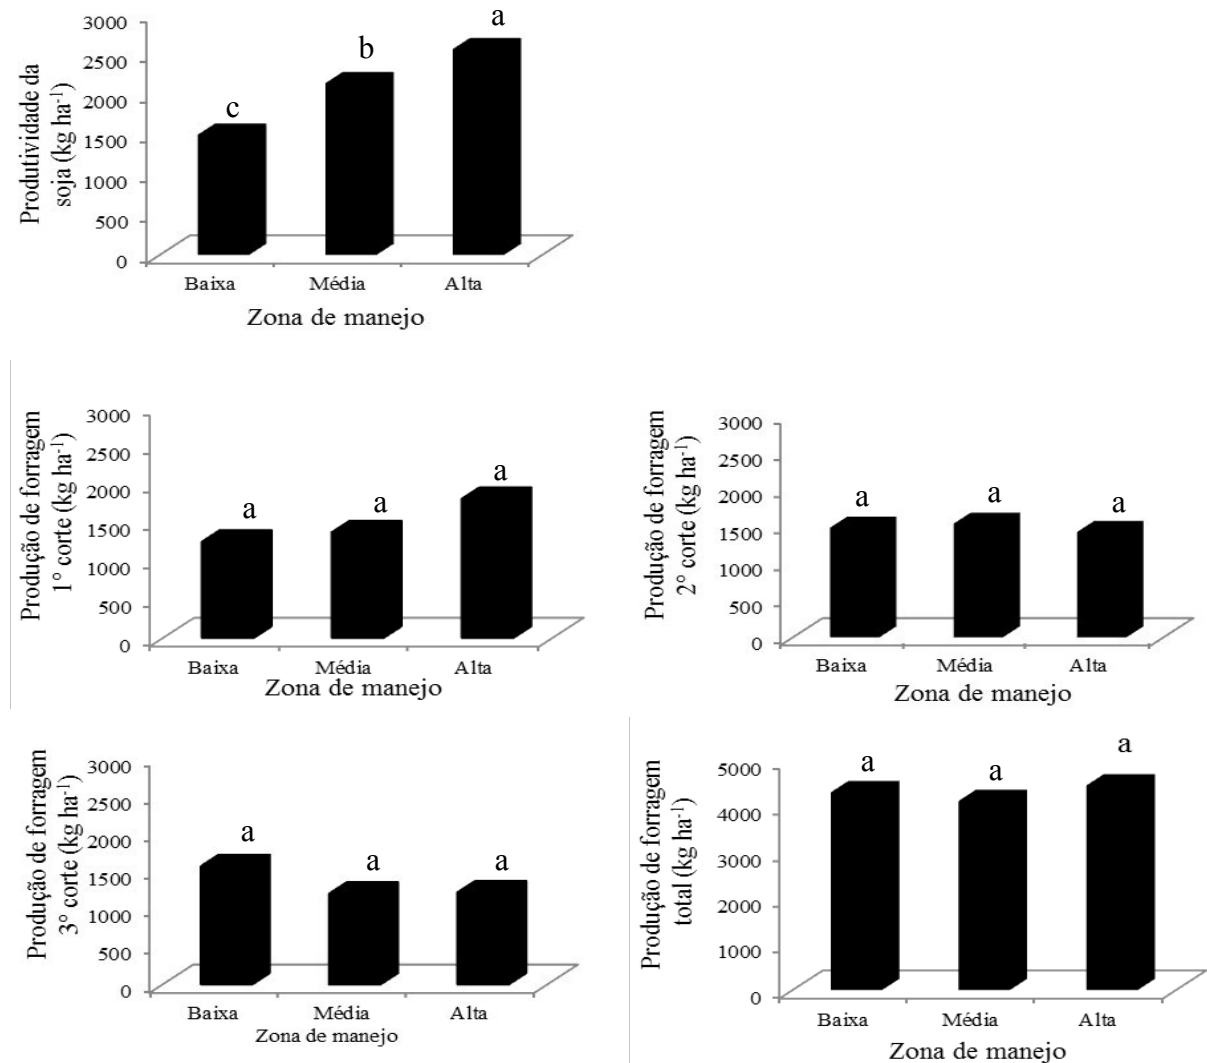 Produtividade da
soja (kg ha⁻¹)
3000
2500
2000
1500
1000
500
0
c
b
a
Baixa Média Alta
Zona de manejo
Produção de forragem
1° corte (kg ha⁻¹)
3000
2500
2000
1500
1000
500
0
a
a
a
Baixa Média Alta
Zona de manejo
Produção de forragem
2° corte (kg ha⁻¹)
3000
2500
2000
1500
1000
500
0
a
a
a
Baixa Média Alta
Zona de manejo
Produção de forragem
3° corte (kg ha⁻¹)
3000
2500
2000
1500
1000
500
0
a
a
a
Baixa Média Alta
Zona de manejo
Produção de forragem
total (kg ha⁻¹)
5000
4000
3000
2000
1000
0
a
a
a
Baixa Média Alta
Zona de manejo